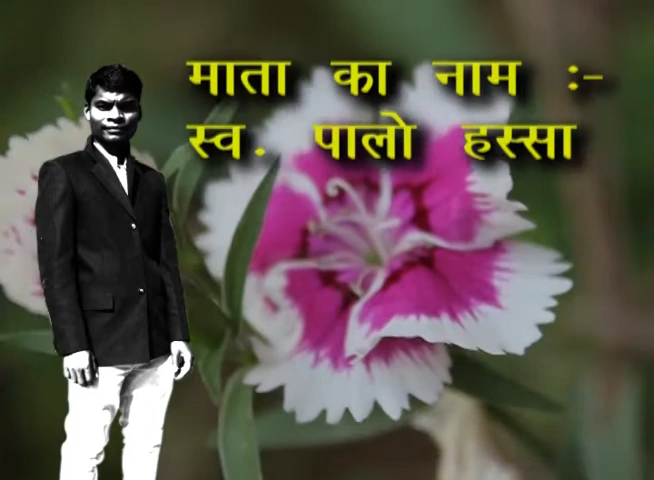 माता का नाम :-
स्व. पालो हस्सा